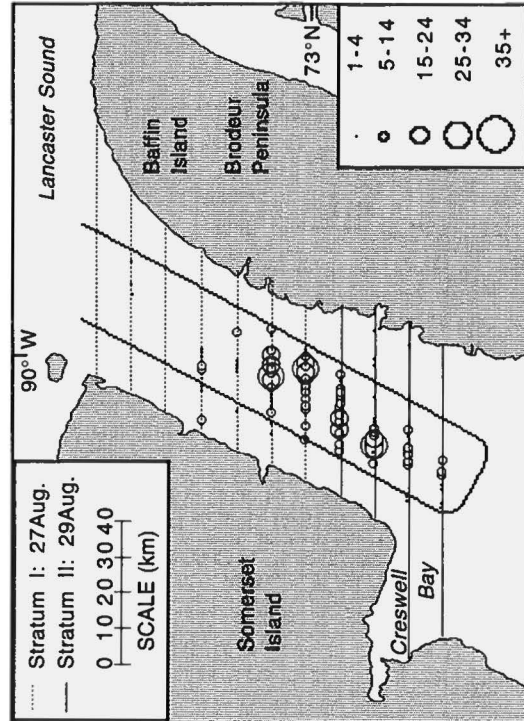 Stratum I: 27Aug.
Stratum II: 29Aug.
0 10 20 30 40
SCALE (km)
90°W
Lancaster Sound
Baffin
Island
Brodeur
Peninsula
73°N
Somerset
Island
Creswell
Bay
1-4
5-14
15-24
25-34
35+